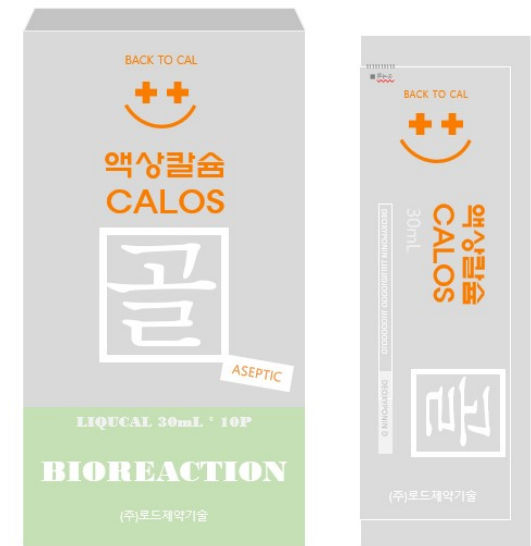 BACK TO CAL
액상칼슘
CALOS
골
ASEPTIC
LIQUCAL 30mL * 10P
BIOREACTION
(주)로드제약기술
BACK TO CAL
액상칼슘
CALOS
30mL
골
(주)로드제약기술